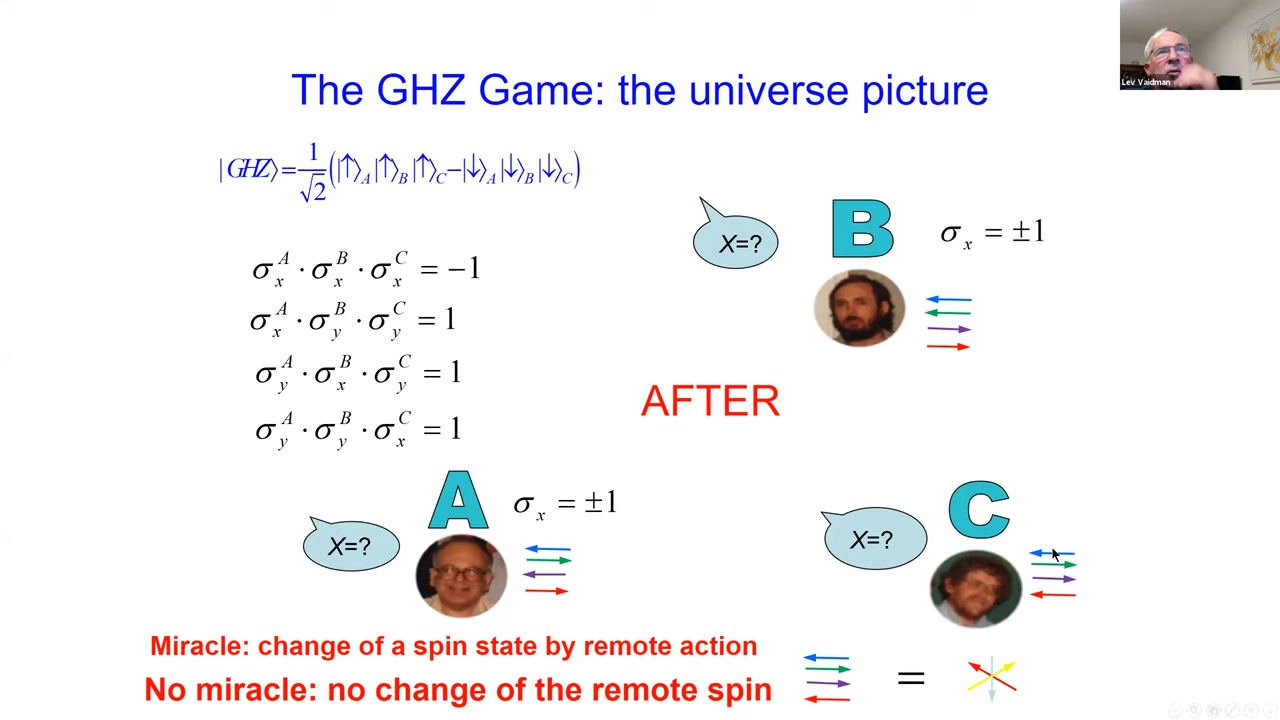 Lev Vaidman
The GHZ Game: the universe picture
|GHZ⟩=1/√2(|↑⟩_A|↑⟩_B|↑⟩_C−|↓⟩_A|↓⟩_B|↓⟩_C)
X=?
B
σ_x = ±1
σ_x^A · σ_x^B · σ_x^C = −1
σ_x^A · σ_y^B · σ_y^C = 1
σ_y^A · σ_x^B · σ_y^C = 1
σ_y^A · σ_y^B · σ_x^C = 1
AFTER
X=?
A
σ_x = ±1
X=?
C
Miracle: change of a spin state by remote action
No miracle: no change of the remote spin
=